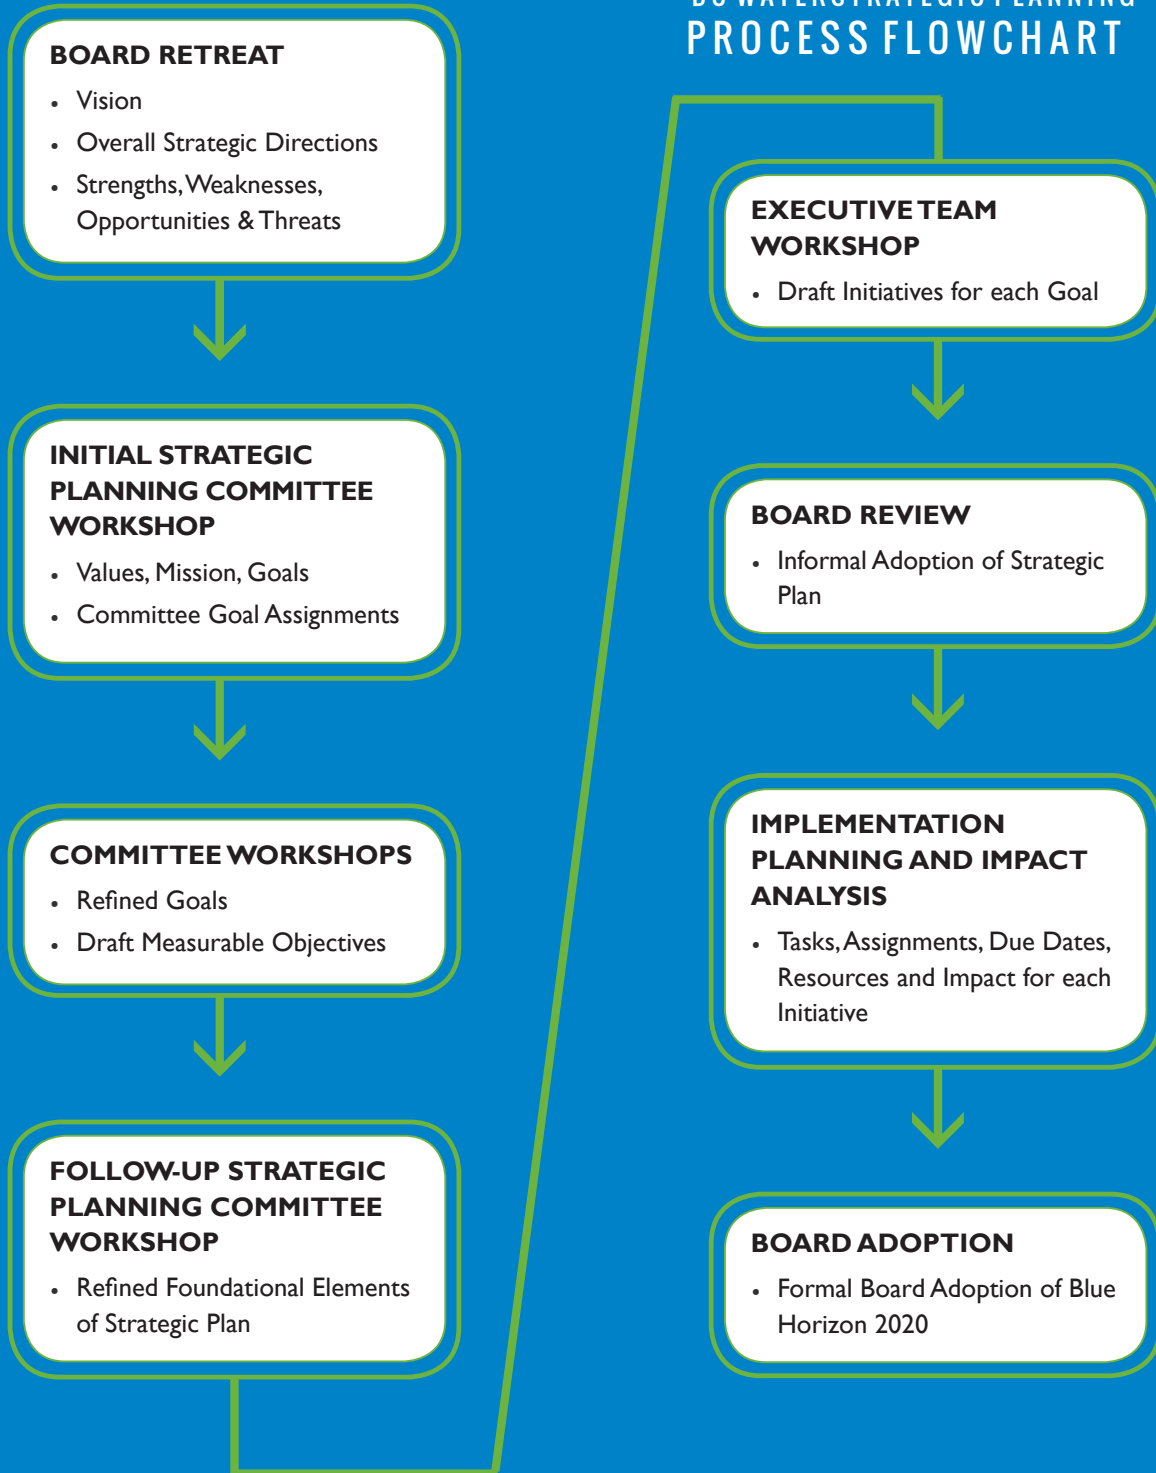 DC WATER STRATEGIC PLANNING
PROCESS FLOWCHART
BOARD RETREAT
• Vision
• Overall Strategic Directions
• Strengths, Weaknesses,
Opportunities & Threats
INITIAL STRATEGIC
PLANNING COMMITTEE
WORKSHOP
• Values, Mission, Goals
• Committee Goal Assignments
COMMITTEE WORKSHOPS
• Refined Goals
• Draft Measurable Objectives
FOLLOW-UP STRATEGIC
PLANNING COMMITTEE
WORKSHOP
• Refined Foundational Elements
of Strategic Plan
EXECUTIVE TEAM
WORKSHOP
• Draft Initiatives for each Goal
BOARD REVIEW
• Informal Adoption of Strategic
Plan
IMPLEMENTATION
PLANNING AND IMPACT
ANALYSIS
• Tasks, Assignments, Due Dates,
Resources and Impact for each
Initiative
BOARD ADOPTION
• Formal Board Adoption of Blue
Horizon 2020